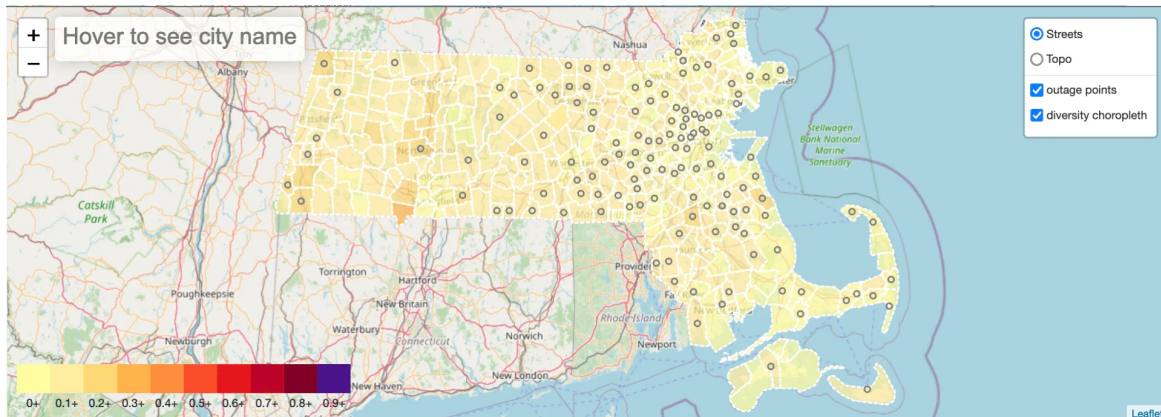 +
−
Hover to see city name
Nashua
Streets
Topo
outage points
diversity choropleth
Albany
Stellwagen
Bank National
Marine
Sanctuary
Catskill
Park
Torrington
Hartford
Poughkeepsie
New Britain
Providen
Rhode Island
Waterbury
Connecticut
Norwich
Newburgh
Newport
New London
New Haven
0+ 0.1+ 0.2+ 0.3+ 0.4+ 0.5+ 0.6+ 0.7+ 0.8+ 0.9+
Leaflet